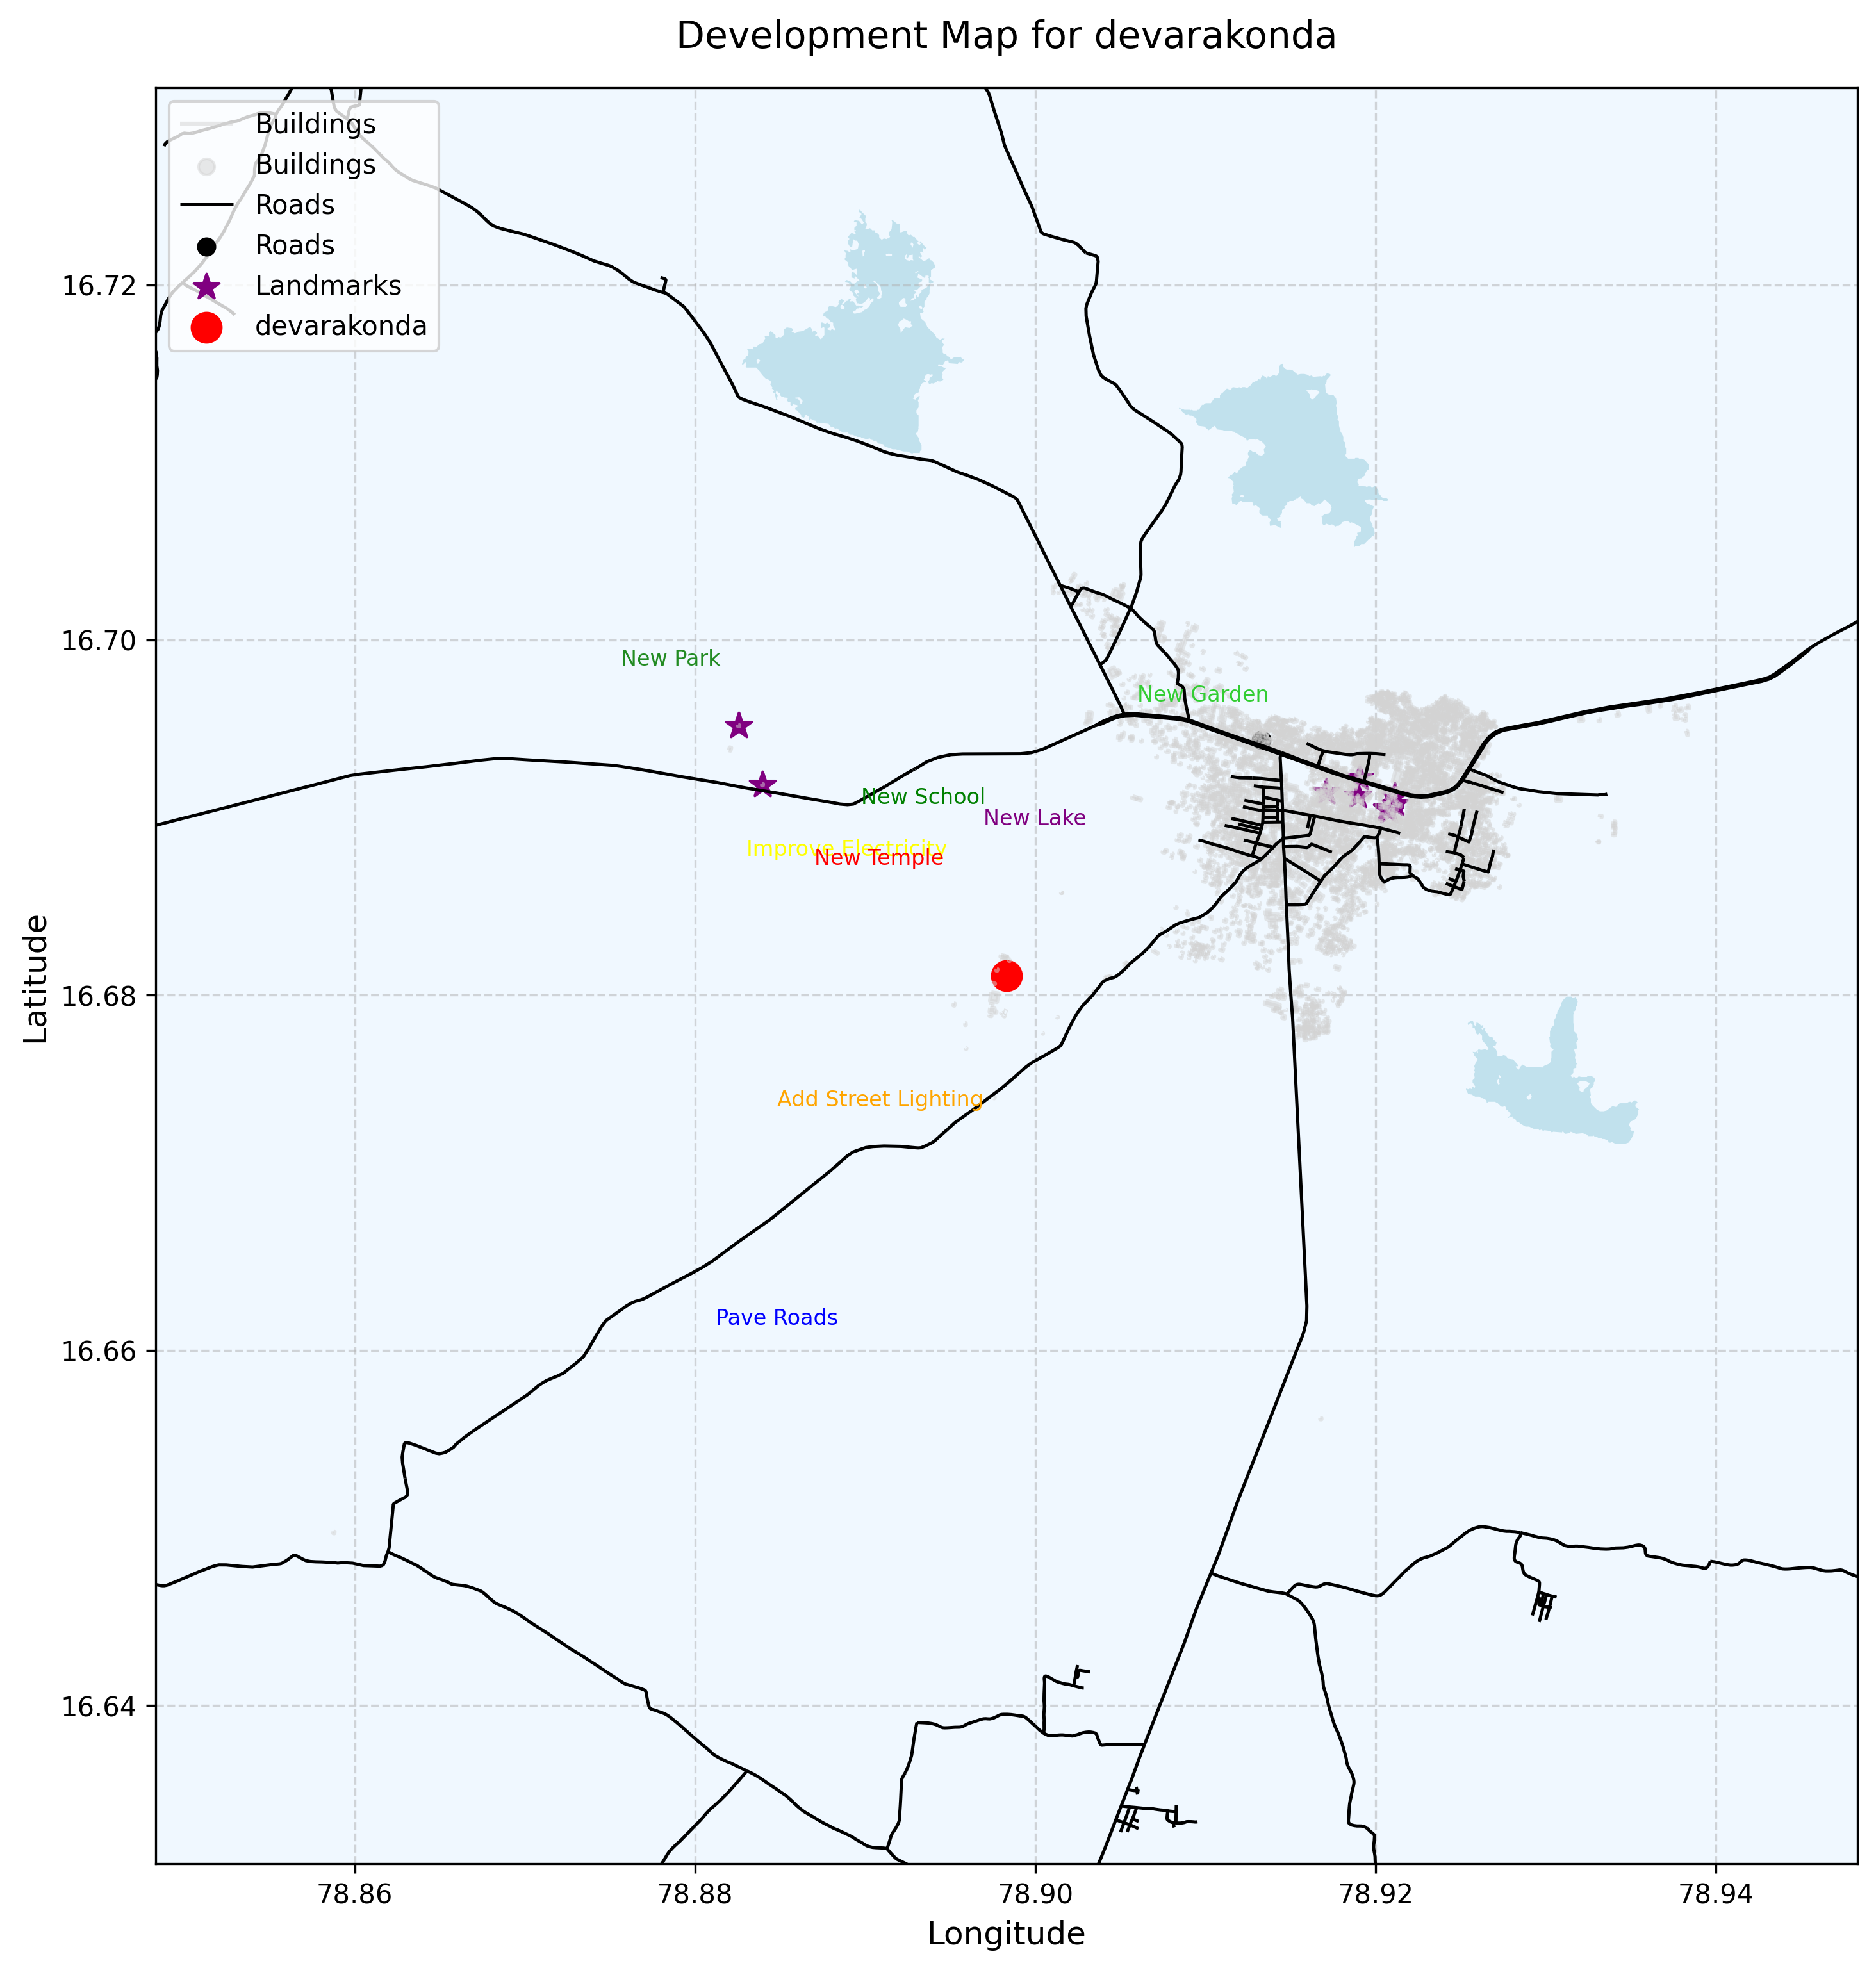 Development Map for devarakonda
Buildings
Buildings
Roads
Roads
Landmarks
devarakonda
16.72
16.70
16.68
16.66
16.64
Latitude
New Park
New Garden
New School
New Lake
Improve Electricity
New Temple
Add Street Lighting
Pave Roads
78.86
78.88
78.90
78.92
78.94
Longitude